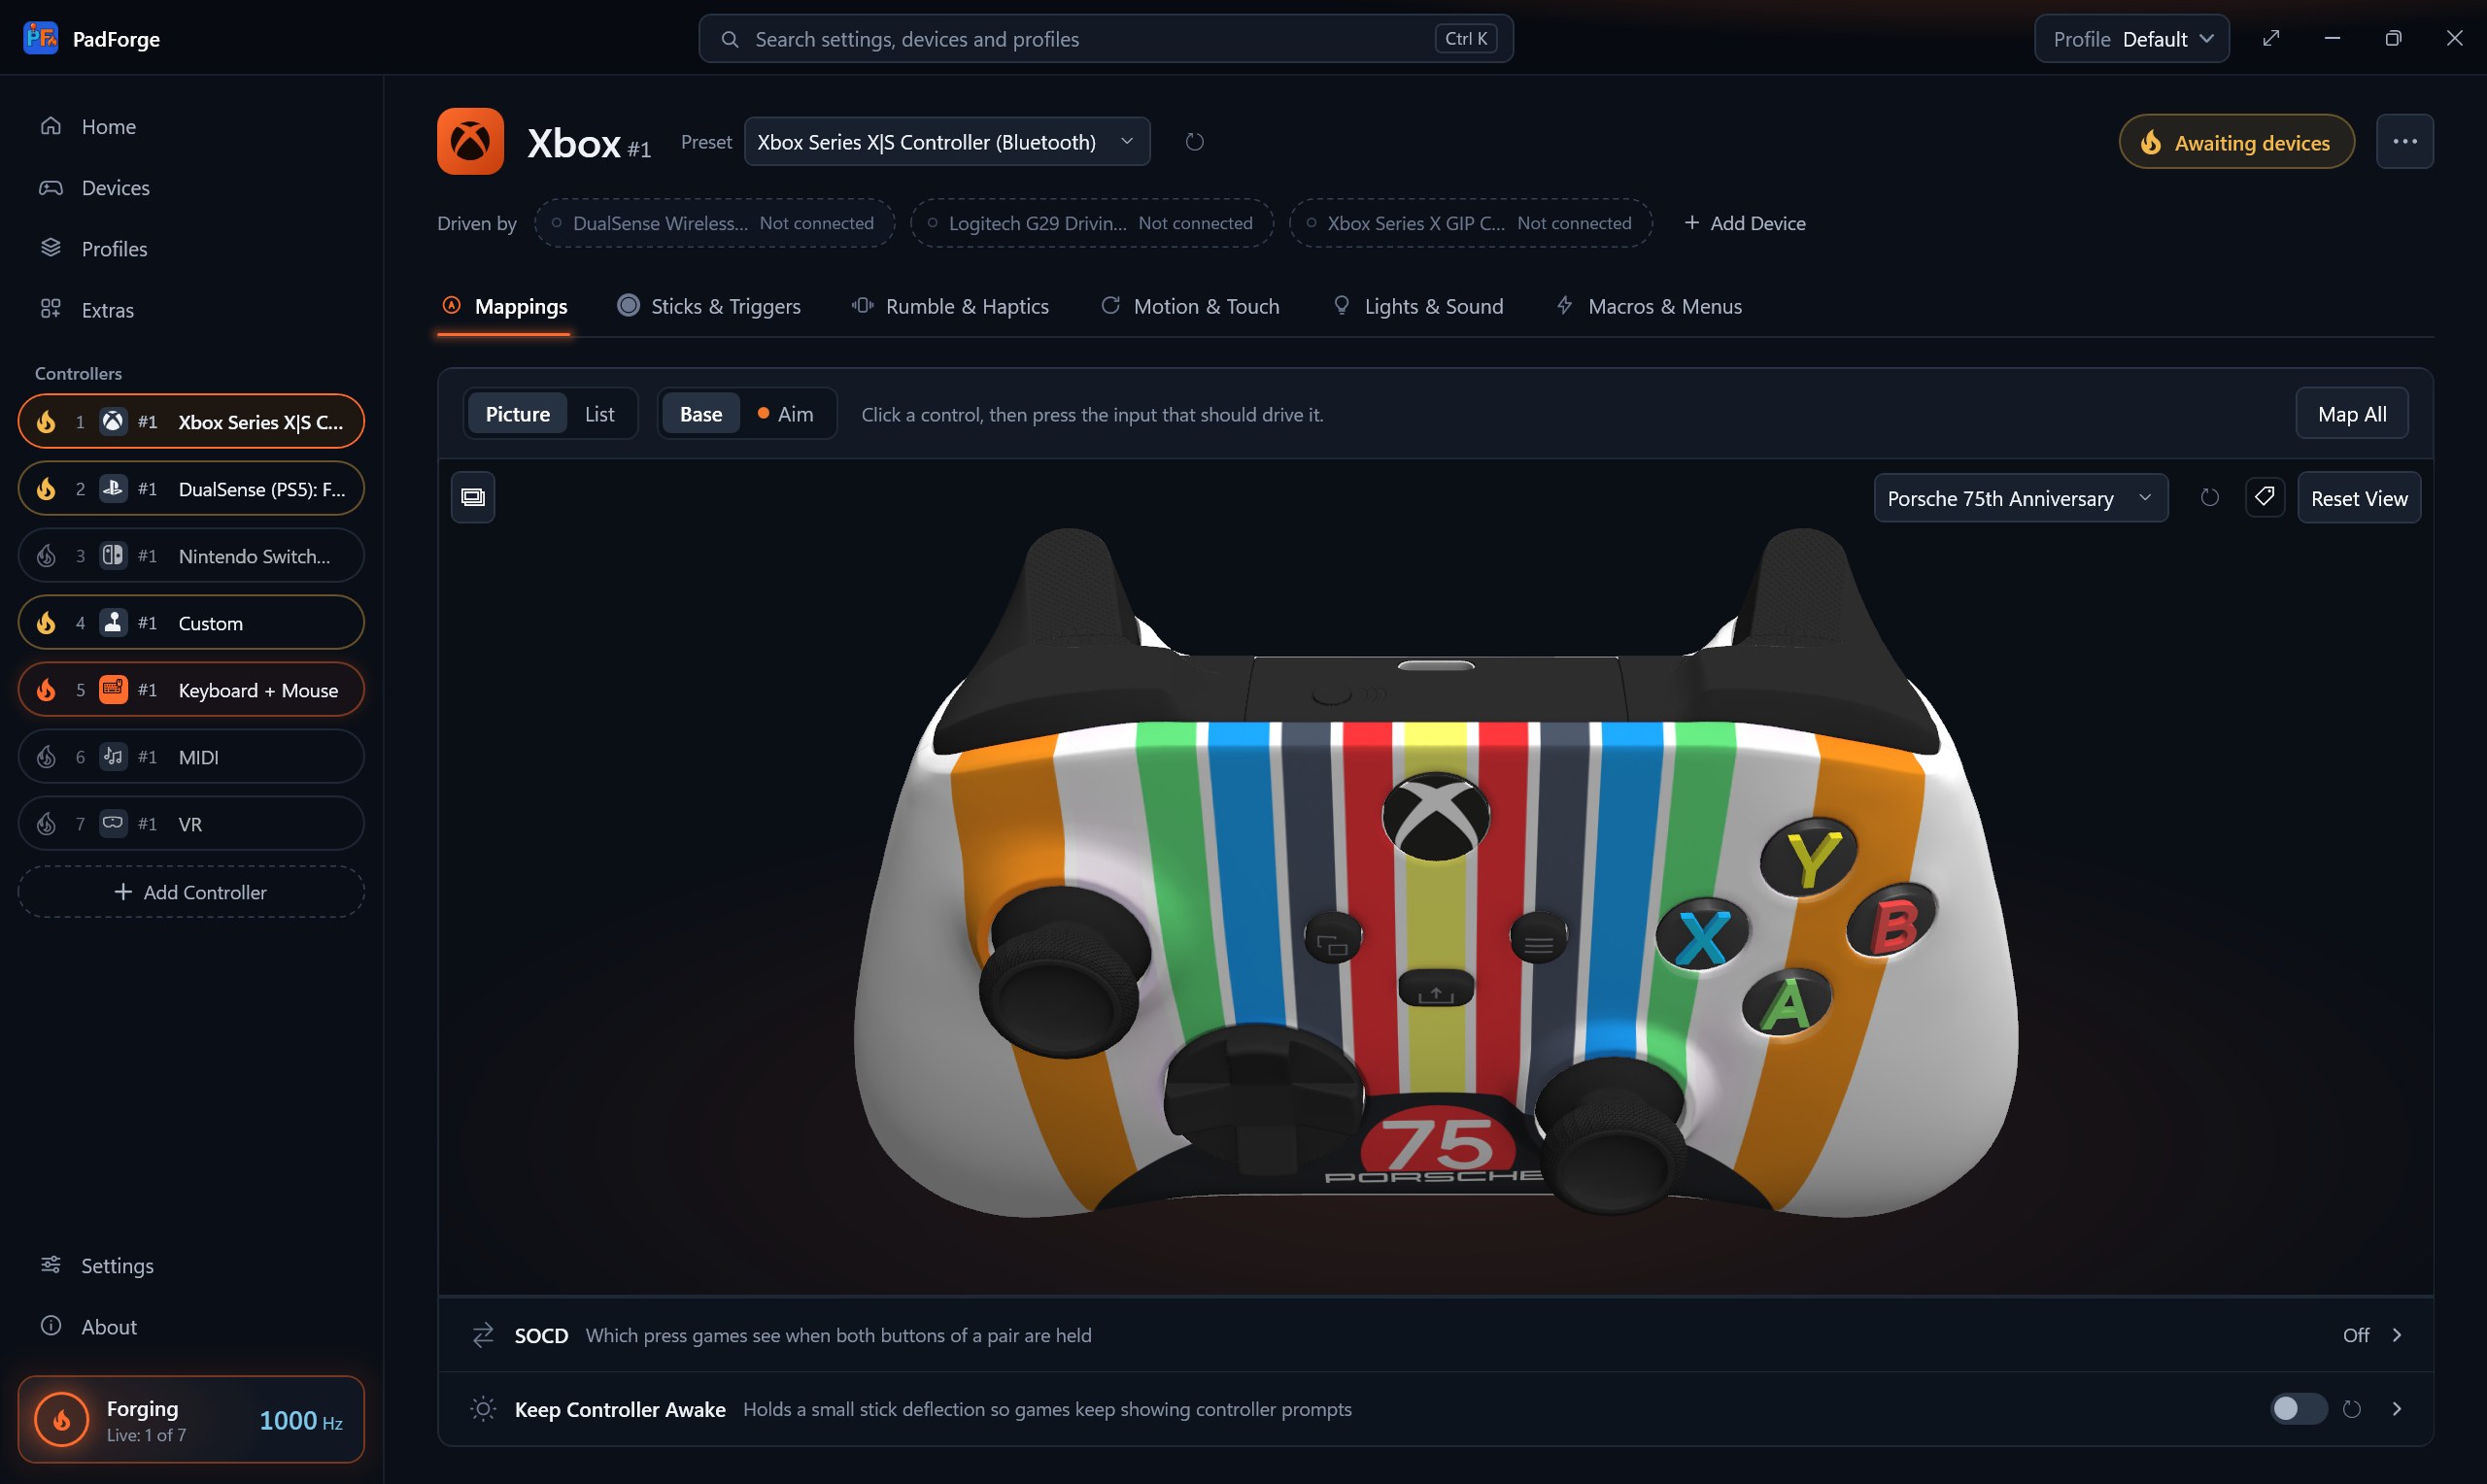 PadForge
Search settings, devices and profiles
Ctrl K
Profile Default
Home
Devices
Profiles
Extras
Controllers
1 #1 Xbox Series X|S C...
2 #1 DualSense (PS5): F...
3 #1 Nintendo Switch...
4 #1 Custom
5 #1 Keyboard + Mouse
6 #1 MIDI
7 #1 VR
+ Add Controller
Settings
About
Forging
Live: 1 of 7
1000 Hz
Xbox #1
Preset
Xbox Series X|S Controller (Bluetooth)
Awaiting devices
Driven by
DualSense Wireless... Not connected
Logitech G29 Drivin... Not connected
Xbox Series X GIP C... Not connected
+ Add Device
Mappings
Sticks & Triggers
Rumble & Haptics
Motion & Touch
Lights & Sound
Macros & Menus
Picture
List
Base
Aim
Click a control, then press the input that should drive it.
Map All
Porsche 75th Anniversary
Reset View
Y
X
B
A
75
PORSCHE
SOCD Which press games see when both buttons of a pair are held
Off
Keep Controller Awake Holds a small stick deflection so games keep showing controller prompts